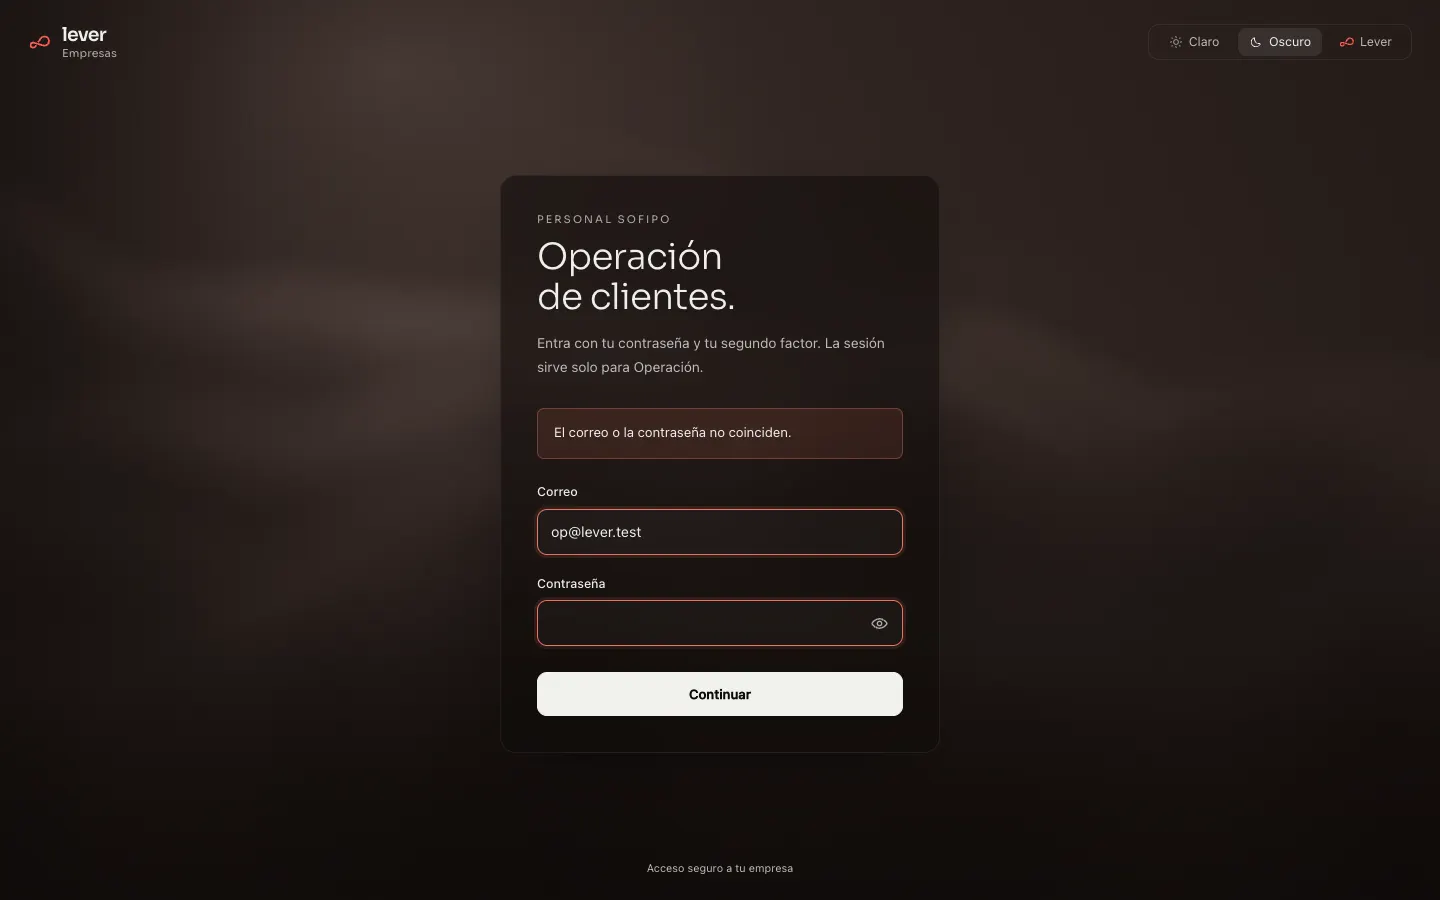 lever
Empresas
Claro
Oscuro
Lever
PERSONAL SOFIPO
Operación
de clientes.
Entra con tu contraseña y tu segundo factor. La sesión
sirve solo para Operación.
El correo o la contraseña no coinciden.
Correo
op@lever.test
Contraseña
Continuar
Acceso seguro a tu empresa